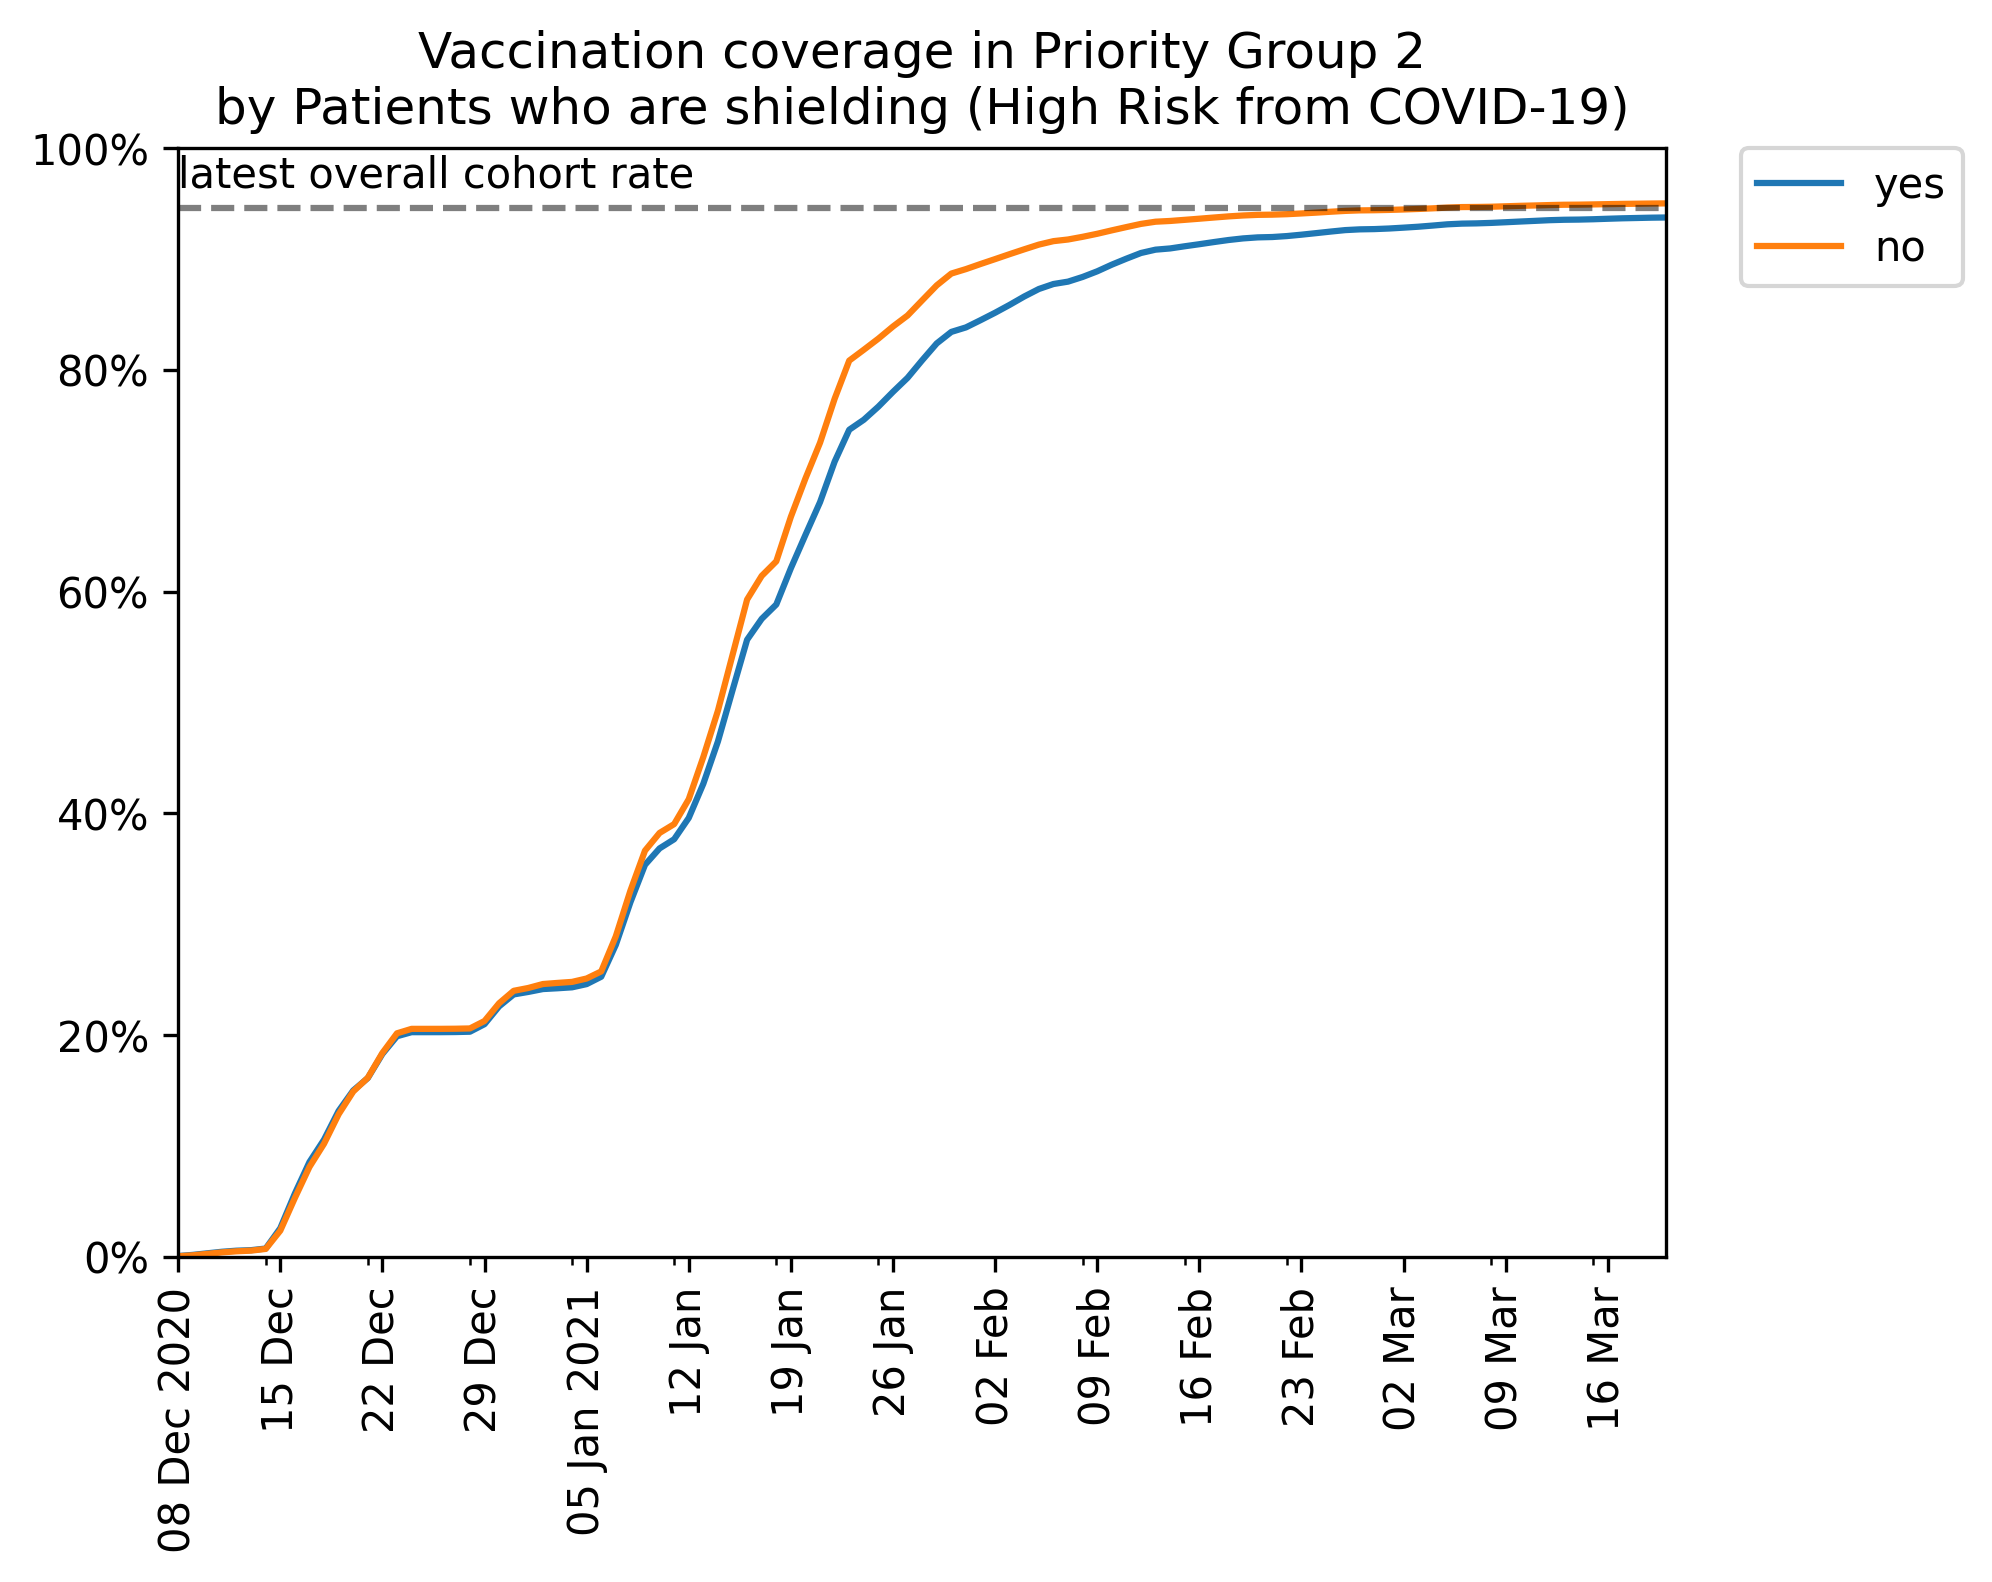 Vaccination coverage in Priority Group 2
by Patients who are shielding (High Risk from COVID-19)
100%
latest overall cohort rate
yes
no
80%
60%
40%
20%
0%
08 Dec 2020
15 Dec
22 Dec
29 Dec
05 Jan 2021
12 Jan
19 Jan
26 Jan
02 Feb
09 Feb
16 Feb
23 Feb
02 Mar
09 Mar
16 Mar